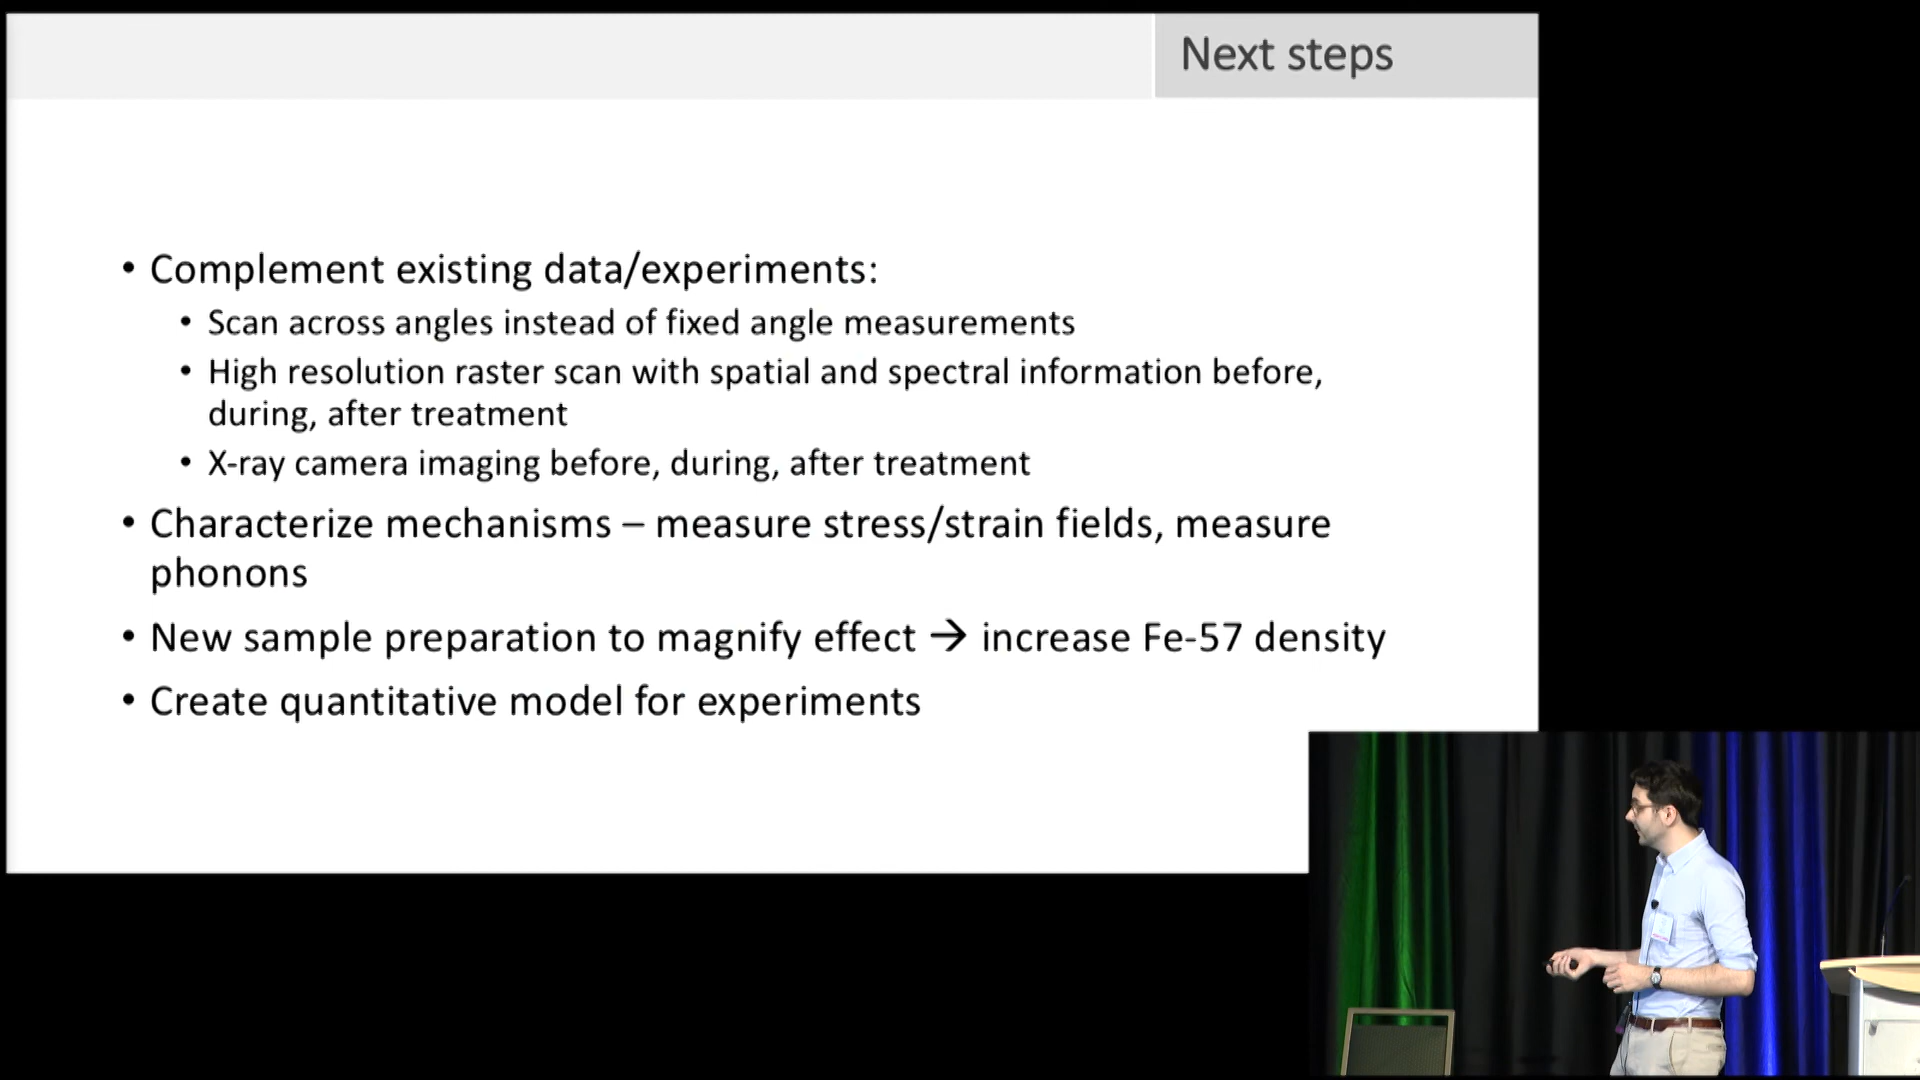 Next steps
• Complement existing data/experiments:
• Scan across angles instead of fixed angle measurements
• High resolution raster scan with spatial and spectral information before,
during, after treatment
• X-ray camera imaging before, during, after treatment
• Characterize mechanisms – measure stress/strain fields, measure
phonons
• New sample preparation to magnify effect → increase Fe-57 density
• Create quantitative model for experiments